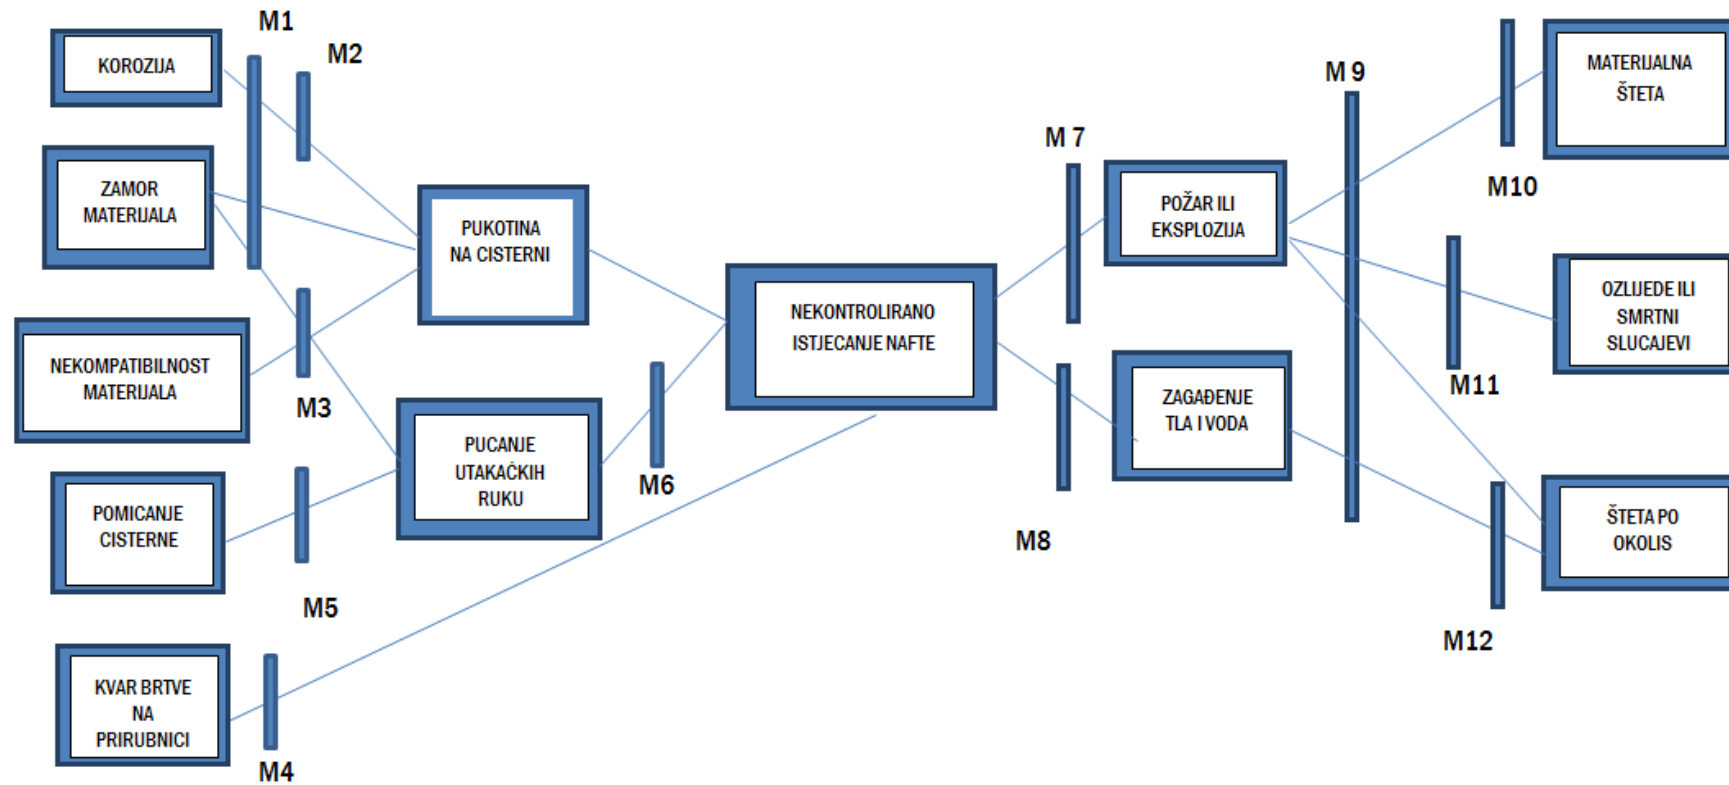 M1
M2
KOROZIJA
ZAMOR
MATERIJALA
NEKOMPATIBILNOST
MATERIJALA
M3
POMICANJE
CISTERNE
M5
KVAR BRTVE
NA
PRIRUBNICI
M4
PUKOTINA
NA CISTERNI
PUCANJE
UTAKAČKIH
RUKU
M6
NEKONTROLIRANO
ISTJECANJE NAFTE
M 7
POŽAR ILI
EKSPLOZIJA
M8
ZAGAĐENJE
TLA I VODA
M 9
MATERIJALNA
ŠTETA
M10
OZLIJEDE ILI
SMRTNI
SLUCAJEVI
M11
ŠTETA PO
OKOLIS
M12